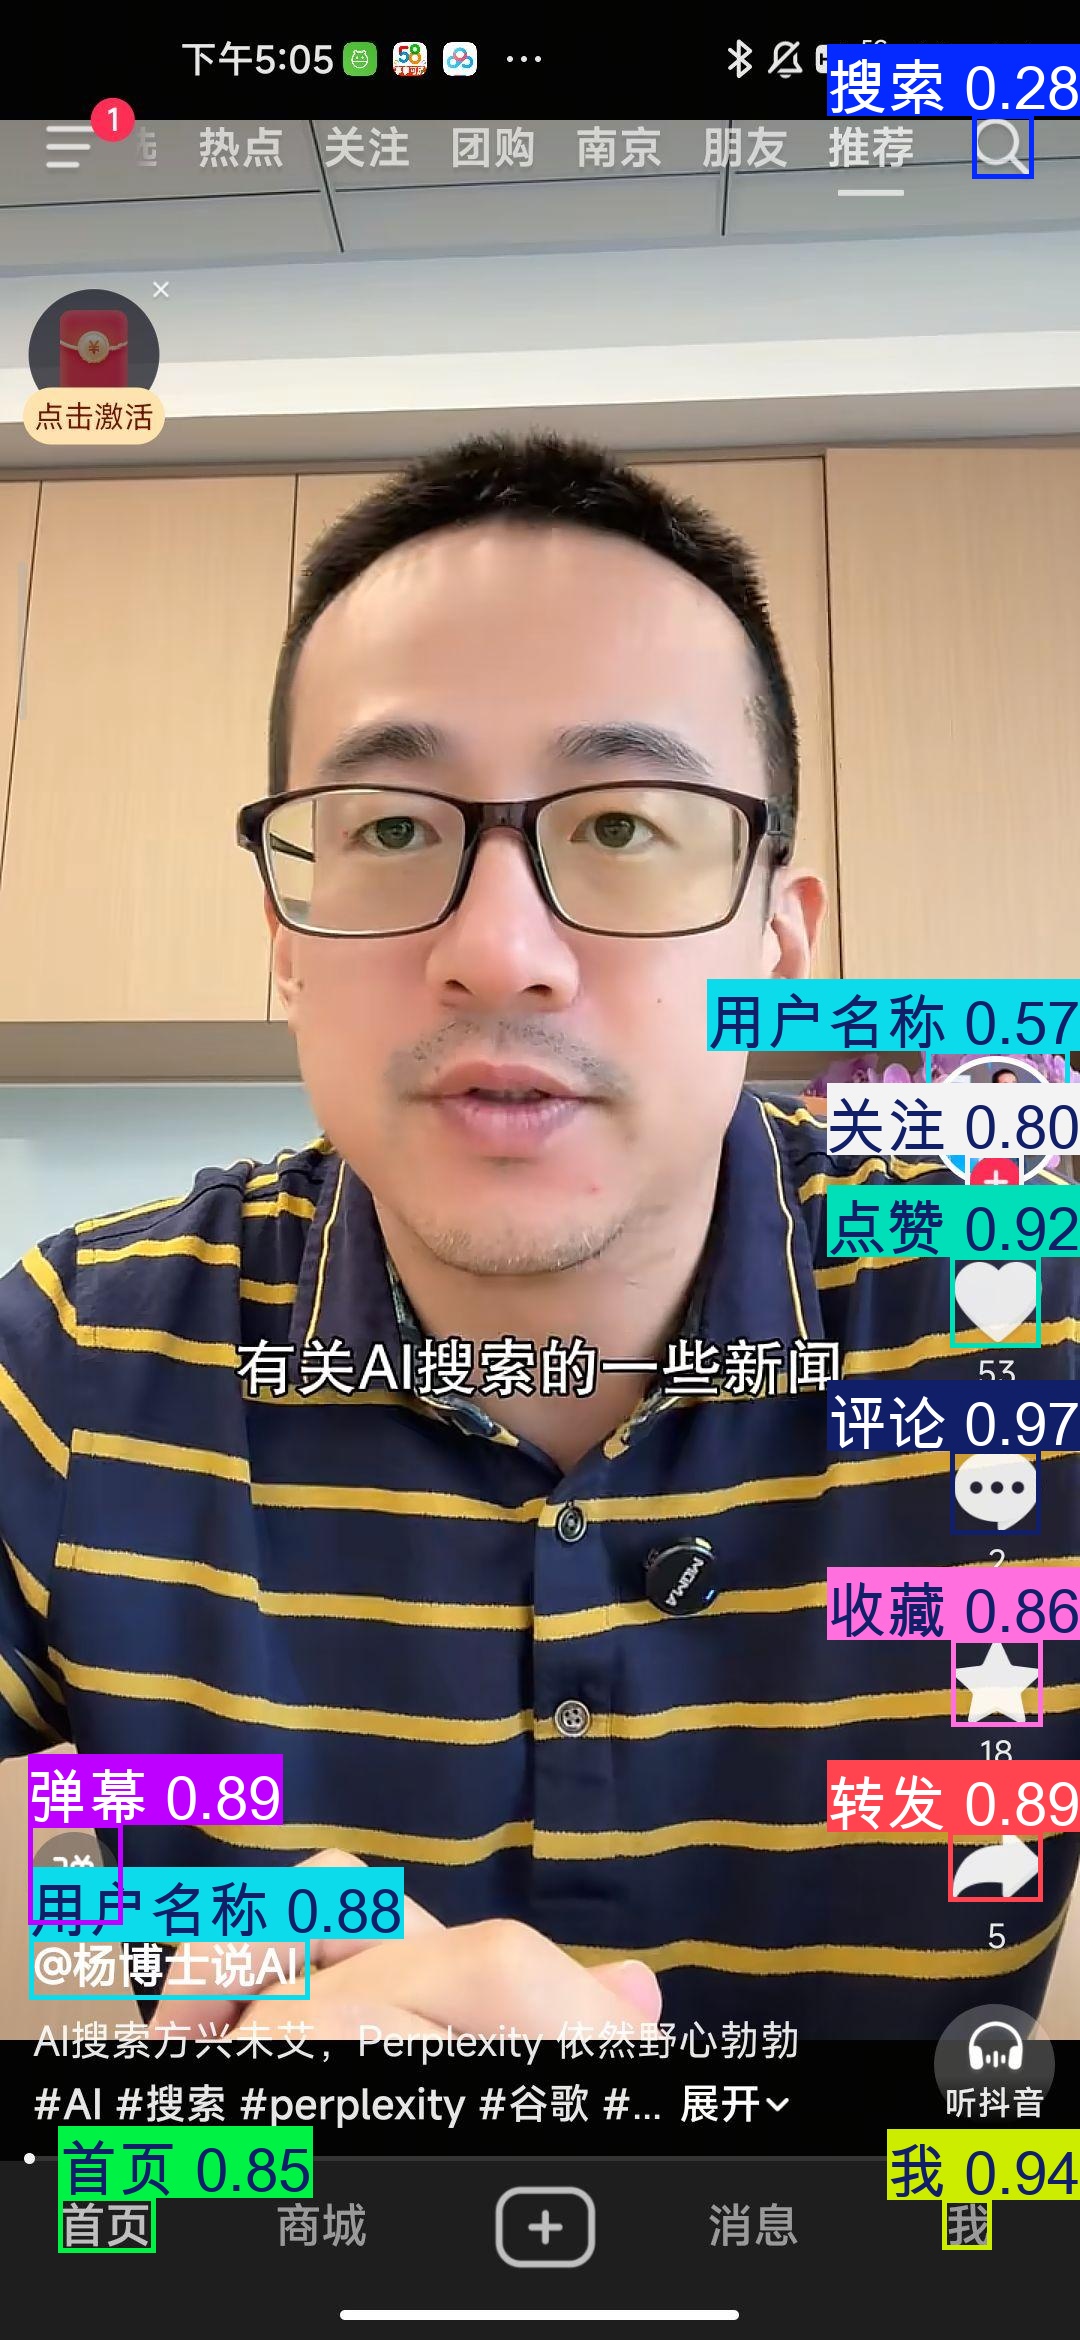 下午5:05 58 ...
搜索 0.28
1
热点 关注 团购 南京 朋友 推荐
¥
点击激活
用户名称 0.57
关注 0.80
点赞 0.92
有关AI搜索的一些新闻
53
评论 0.97
MOMA
2
收藏 0.86
18
弹幕 0.89
转发 0.89
用户名称 0.88
5
@杨博士说AI
AI搜索方兴未艾，Perplexity 依然野心勃勃
#AI #搜索 #perplexity #谷歌 #... 展开
听抖音
首页 0.85
我 0.94
首页 商城 消息 我